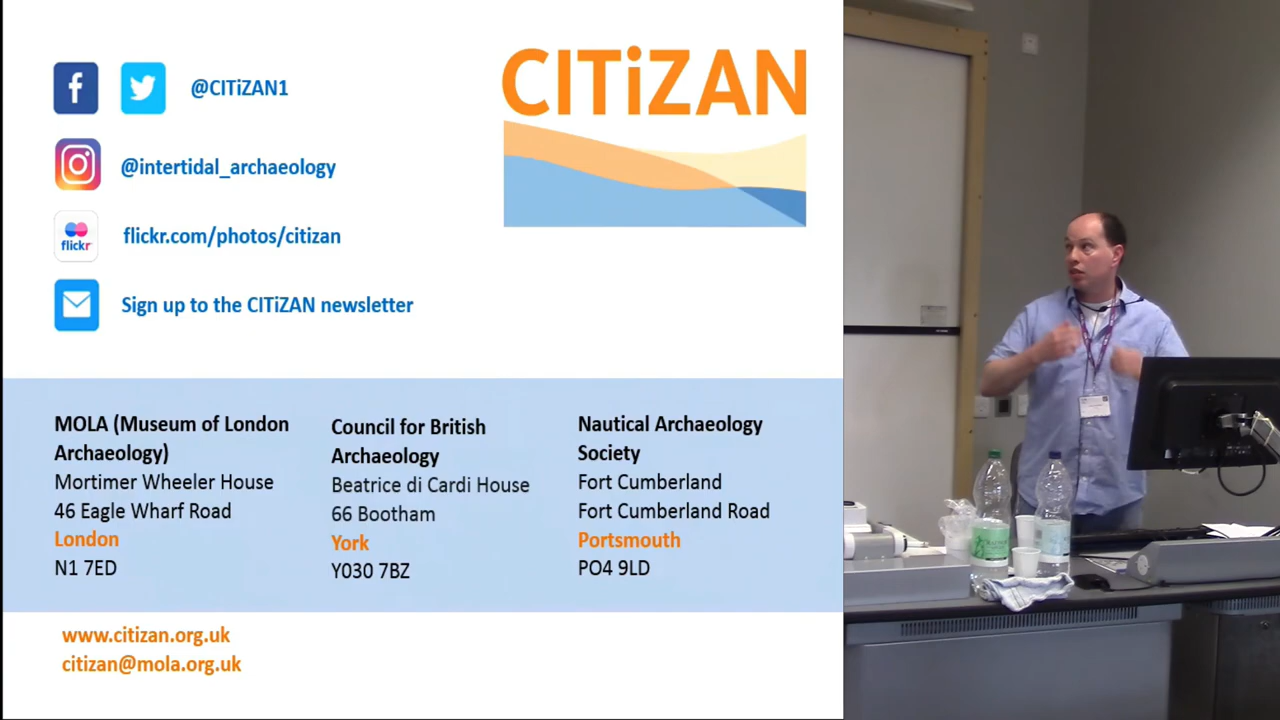 CITiZAN
@CITiZAN1
@intertidal_archaeology
flickr
flickr.com/photos/citizan
Sign up to the CITiZAN newsletter
MOLA (Museum of London
Archaeology)
Mortimer Wheeler House
46 Eagle Wharf Road
London
N1 7ED
Council for British
Archaeology
Beatrice di Cardi House
66 Bootham
York
Y030 7BZ
Nautical Archaeology
Society
Fort Cumberland
Fort Cumberland Road
Portsmouth
PO4 9LD
www.citizan.org.uk
citizan@mola.org.uk